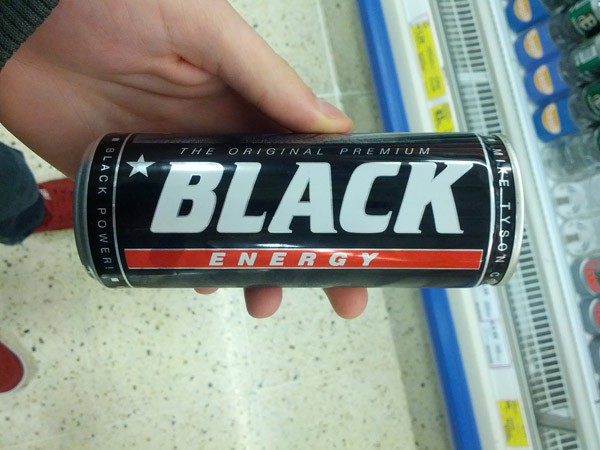 THE ORIGINAL PREMIUM
BLACK
ENERGY
BLACK POWER!
MIKE TYSON